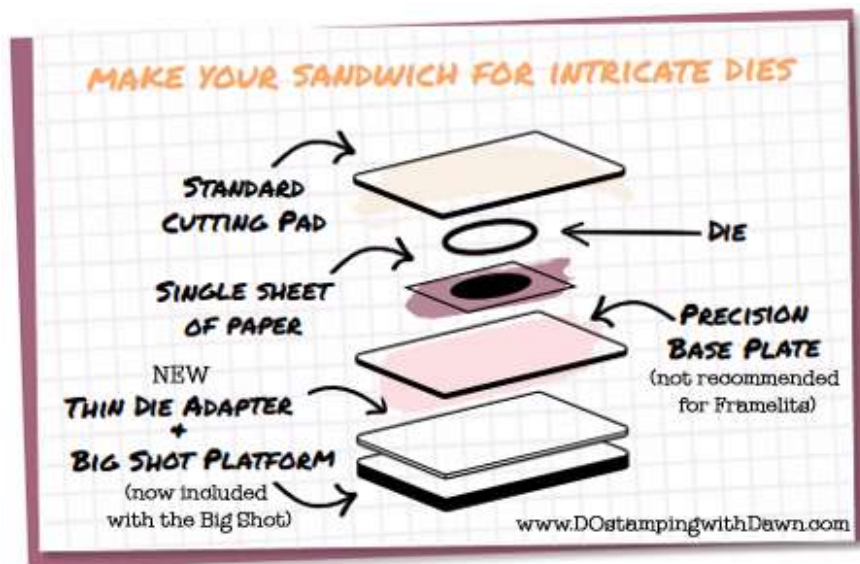 MAKE YOUR SANDWICH FOR INTRICATE DIES
STANDARD
CUTTING PAD
DIE
SINGLE SHEET
OF PAPER
PRECISION
BASE PLATE
(not recommended
for Framelits)
NEW
THIN DIE ADAPTER
+
BIG SHOT PLATFORM
(now included
with the Big Shot)
www.DOstampingwithDawn.com